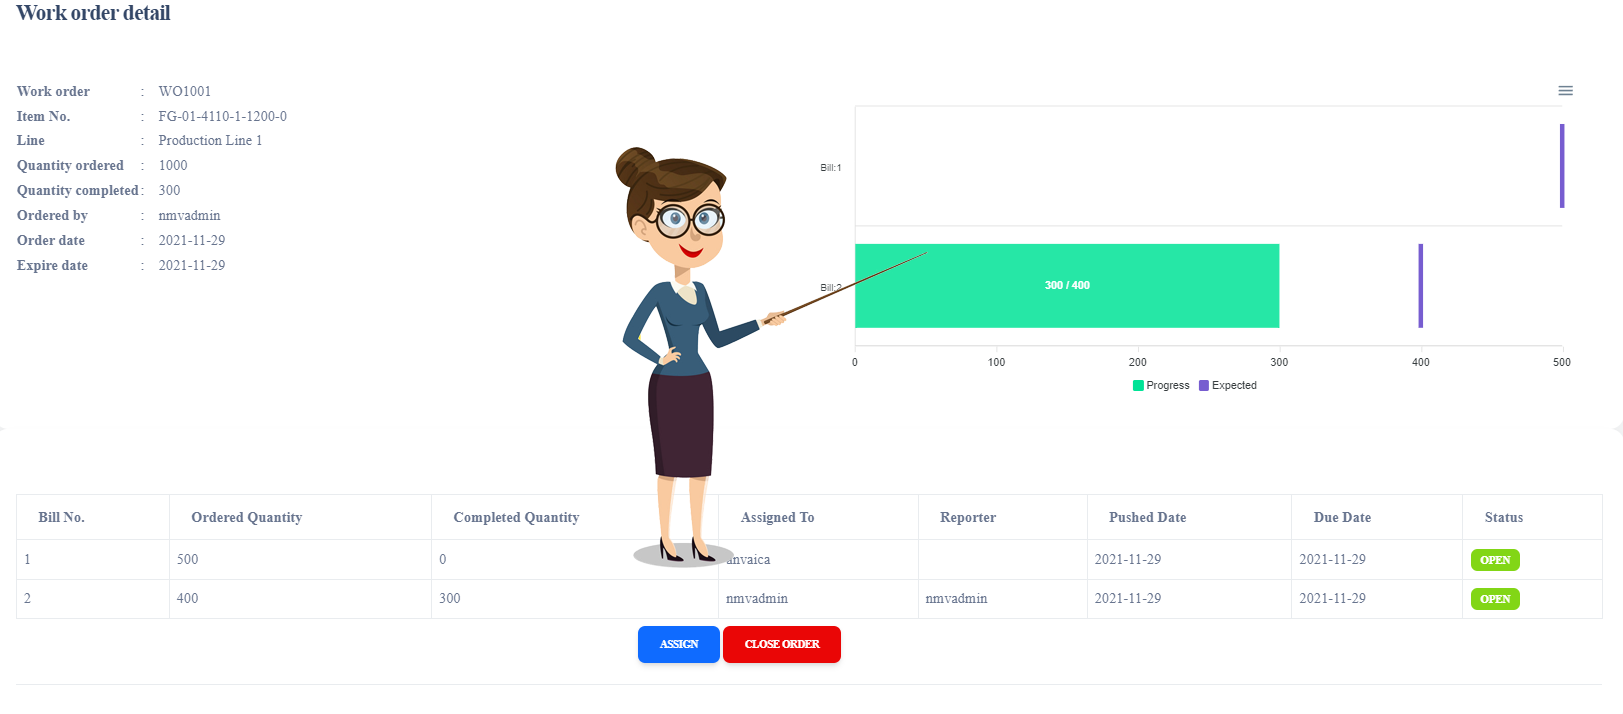 Work order detail
Work order : WO1001
Item No. : FG-01-4110-1-1200-0
Line : Production Line 1
Quantity ordered : 1000
Quantity completed : 300
Ordered by : nmvadmin
Order date : 2021-11-29
Expire date : 2021-11-29
Bill:1
Bill:2
300 / 400
0 100 200 300 400 500
Progress Expected
Bill No. Ordered Quantity Completed Quantity Assigned To Reporter Pushed Date Due Date Status
1 500 0 anvaica 2021-11-29 2021-11-29 OPEN
2 400 300 nmvadmin nmvadmin 2021-11-29 2021-11-29 OPEN
ASSIGN CLOSE ORDER